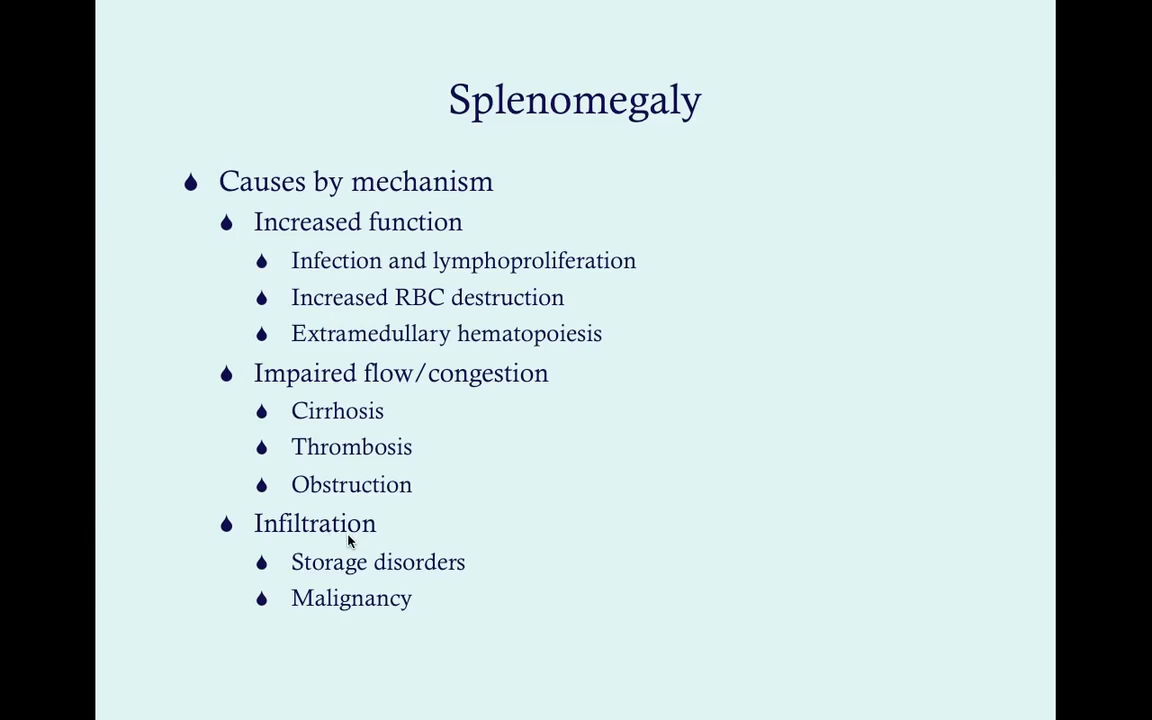 Splenomegaly
Causes by mechanism
Increased function
Infection and lymphoproliferation
Increased RBC destruction
Extramedullary hematopoiesis
Impaired flow/congestion
Cirrhosis
Thrombosis
Obstruction
Infiltration
Storage disorders
Malignancy